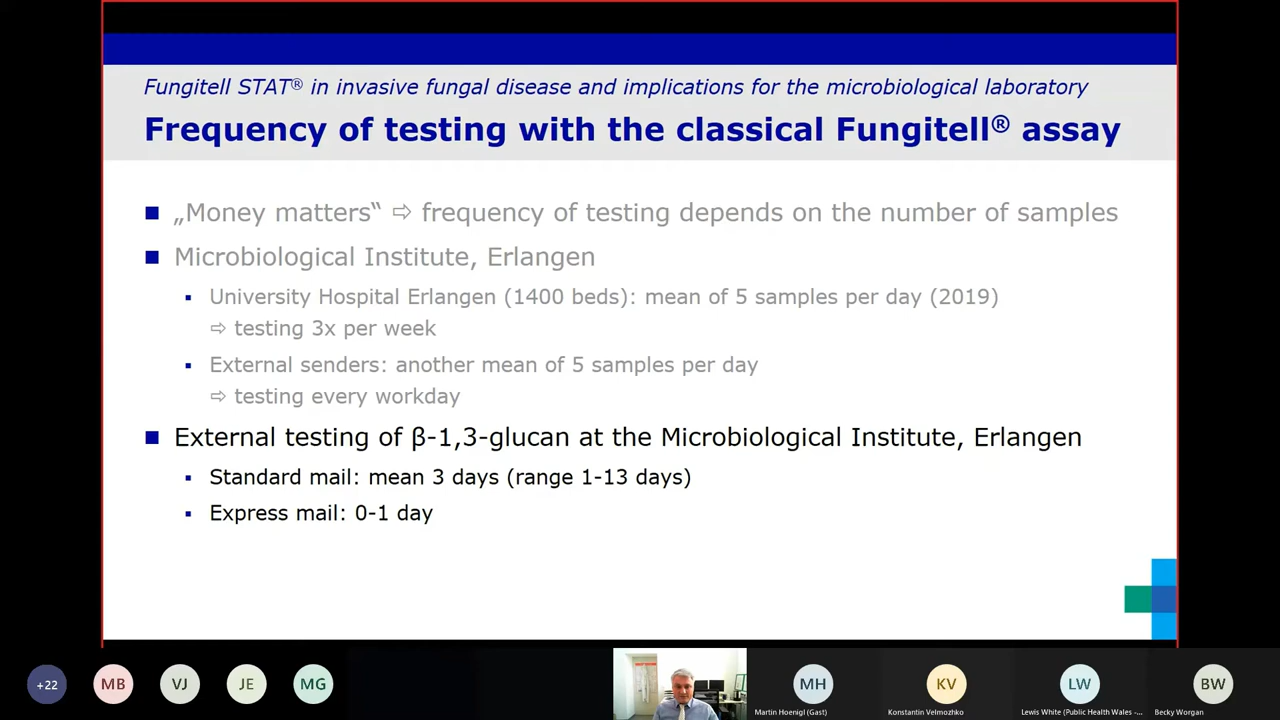 Fungitell STAT® in invasive fungal disease and implications for the microbiological laboratory
Frequency of testing with the classical Fungitell® assay
„Money matters“ ⇨ frequency of testing depends on the number of samples
Microbiological Institute, Erlangen
University Hospital Erlangen (1400 beds): mean of 5 samples per day (2019)
⇨ testing 3x per week
External senders: another mean of 5 samples per day
⇨ testing every workday
External testing of β-1,3-glucan at the Microbiological Institute, Erlangen
Standard mail: mean 3 days (range 1-13 days)
Express mail: 0-1 day
+22
MB
VJ
JE
MG
MH
KV
LW
BW
Martin Hoenigl (Gast)
Konstantin Velmozhko
Lewis White (Public Health Wales -...
Becky Worgan